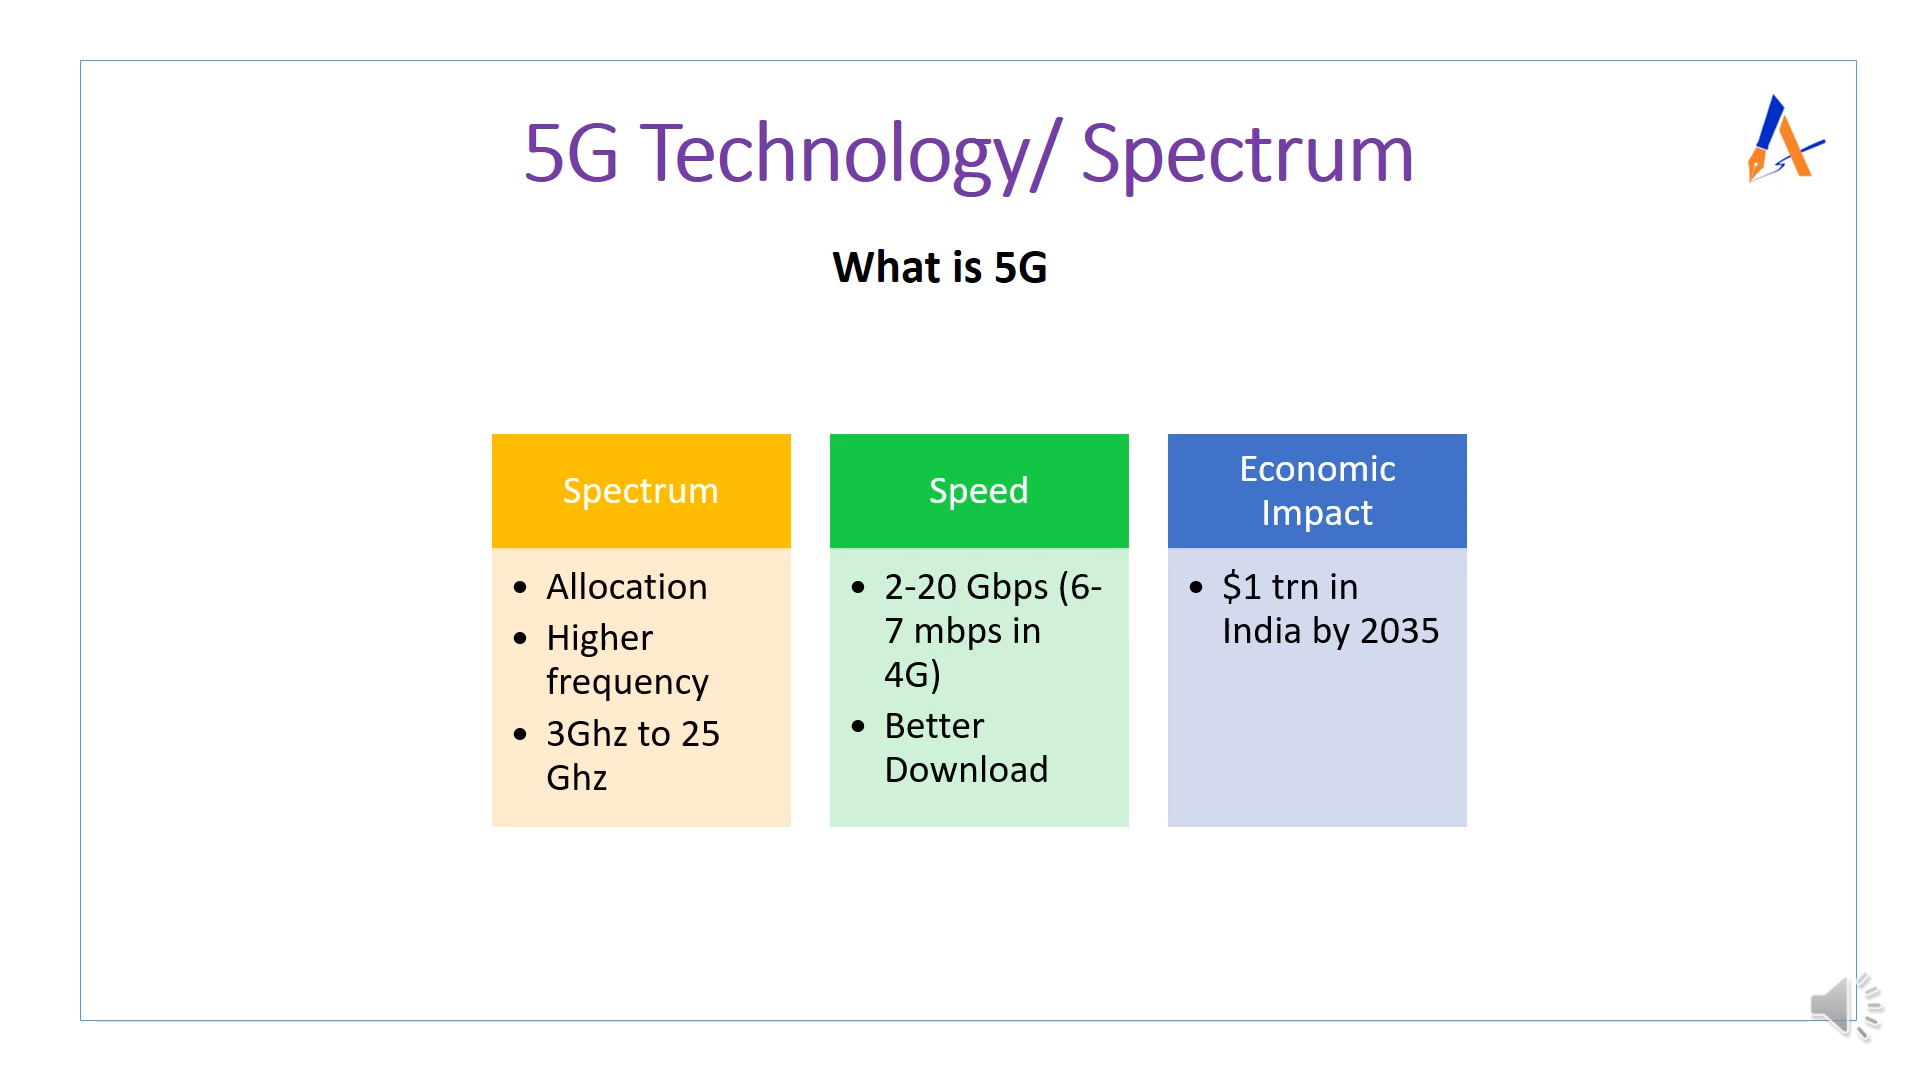 5G Technology/ Spectrum
What is 5G
Spectrum
• Allocation
• Higher
frequency
• 3Ghz to 25
Ghz
Speed
• 2-20 Gbps (6-
7 mbps in
4G)
• Better
Download
Economic
Impact
• $1 trn in
India by 2035